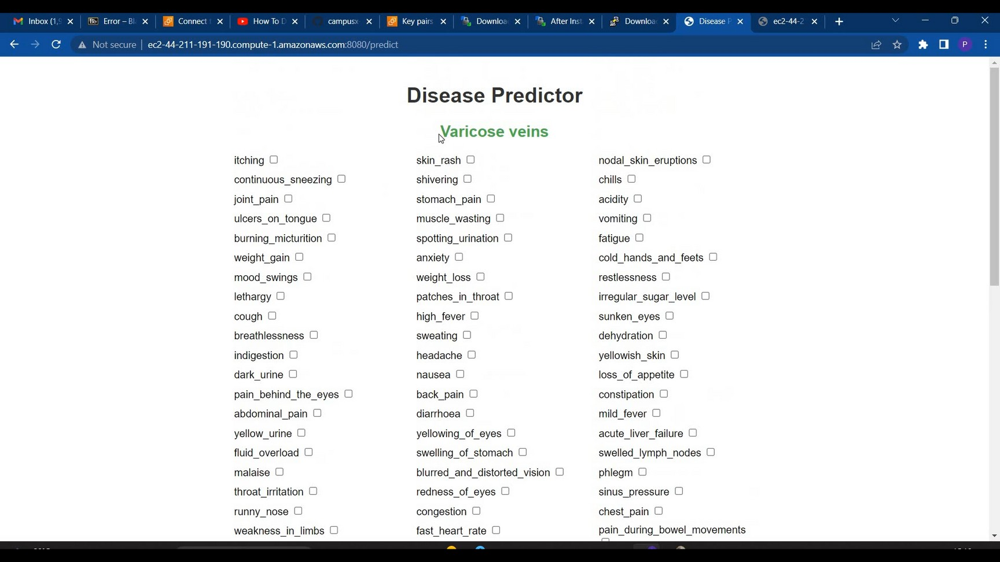 Inbox (1,9 Error – Bl Connect t How To D campusx- Key pairs Downloa After Inst Downloa Disease P ec2-44-2
Not secure ec2-44-211-191-190.compute-1.amazonaws.com:8080/predict P
Disease Predictor
Varicose veins
itching skin_rash nodal_skin_eruptions
continuous_sneezing shivering chills
joint_pain stomach_pain acidity
ulcers_on_tongue muscle_wasting vomiting
burning_micturition spotting_urination fatigue
weight_gain anxiety cold_hands_and_feets
mood_swings weight_loss restlessness
lethargy patches_in_throat irregular_sugar_level
cough high_fever sunken_eyes
breathlessness sweating dehydration
indigestion headache yellowish_skin
dark_urine nausea loss_of_appetite
pain_behind_the_eyes back_pain constipation
abdominal_pain diarrhoea mild_fever
yellow_urine yellowing_of_eyes acute_liver_failure
fluid_overload swelling_of_stomach swelled_lymph_nodes
malaise blurred_and_distorted_vision phlegm
throat_irritation redness_of_eyes sinus_pressure
runny_nose congestion chest_pain
weakness_in_limbs fast_heart_rate pain_during_bowel_movements